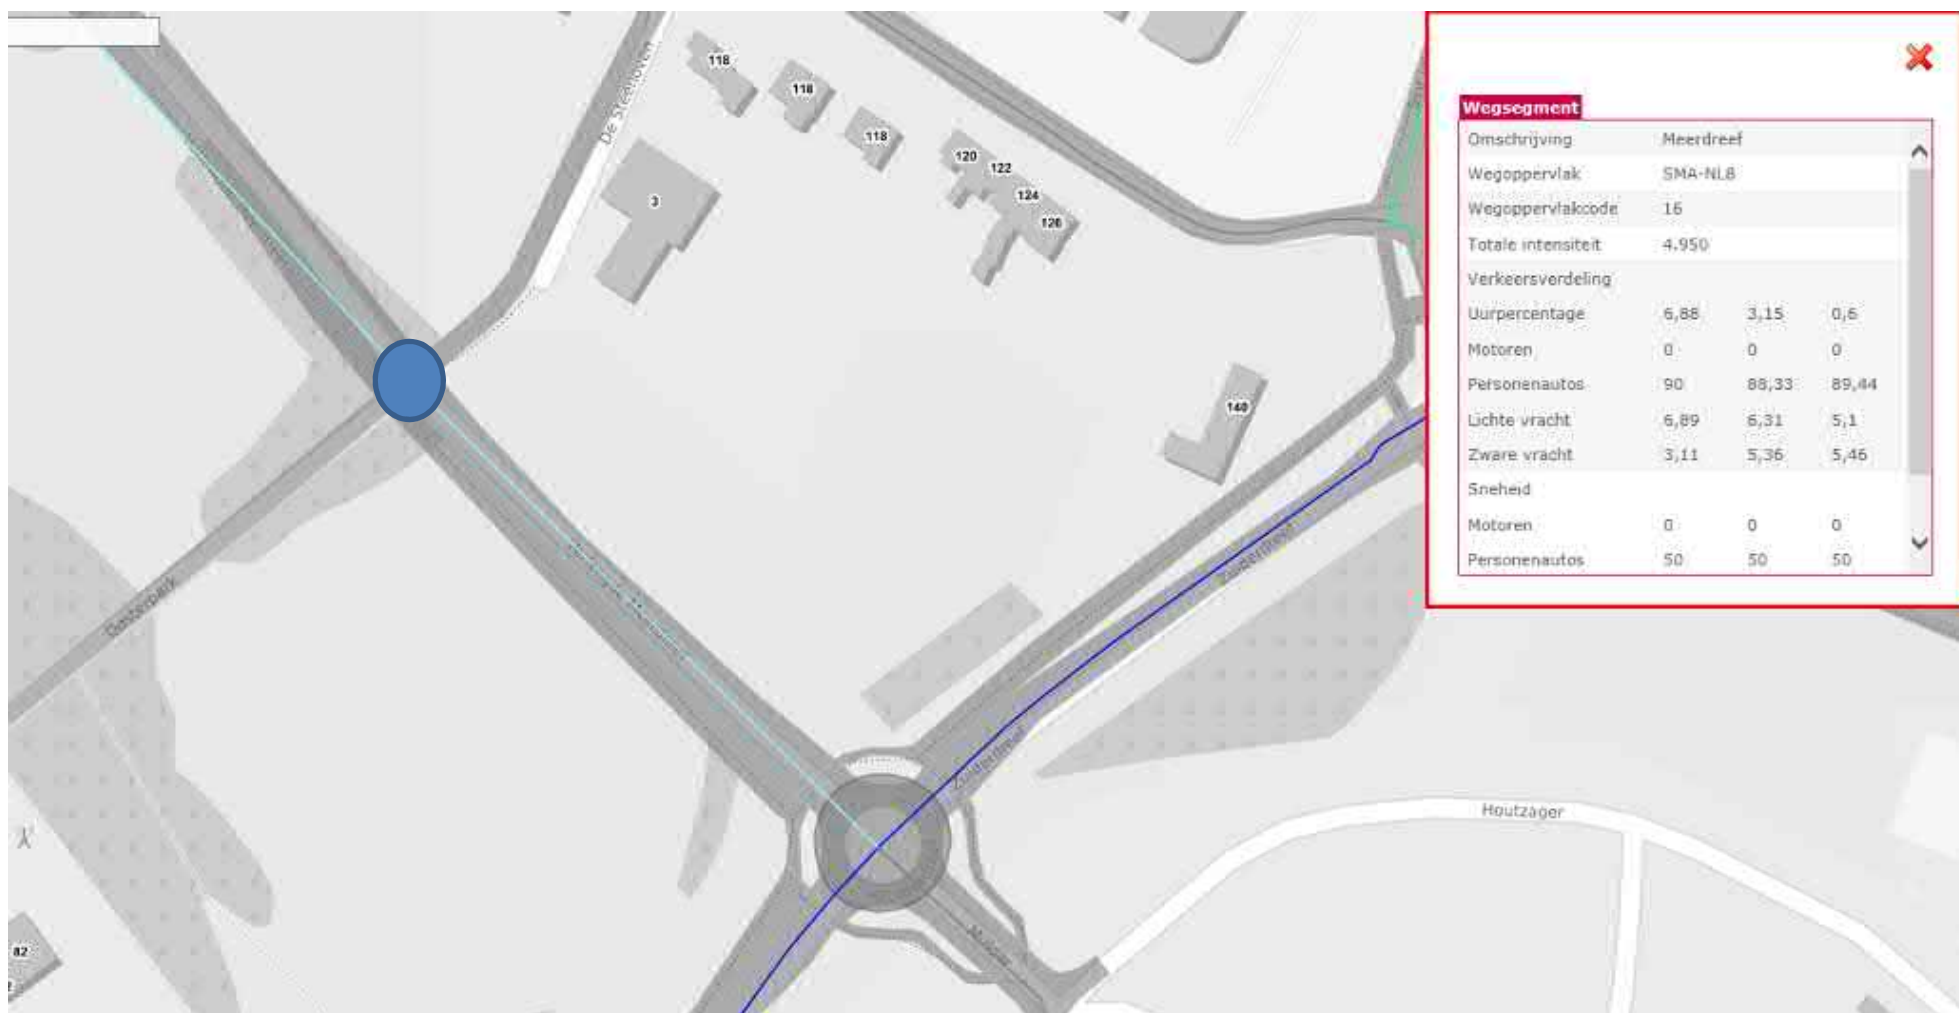 De Steenoven
118
118
118
3
120
122
124
126
140
Oosterpark
Zuiderdreef
Zuiderdreef
Houtzager
Mulder
82
Wegsegment
Omschrijving Meerdreef
Wegoppervlak SMA-NL8
Wegoppervlakcode 16
Totale intensiteit 4.950
Verkeersverdeling
Uurpercentage 6,88 3,15 0,6
Motoren 0 0 0
Personenautos 90 88,33 89,44
Lichte vracht 6,89 6,31 5,1
Zware vracht 3,11 5,36 5,46
Sneheid
Motoren 0 0 0
Personenautos 50 50 50